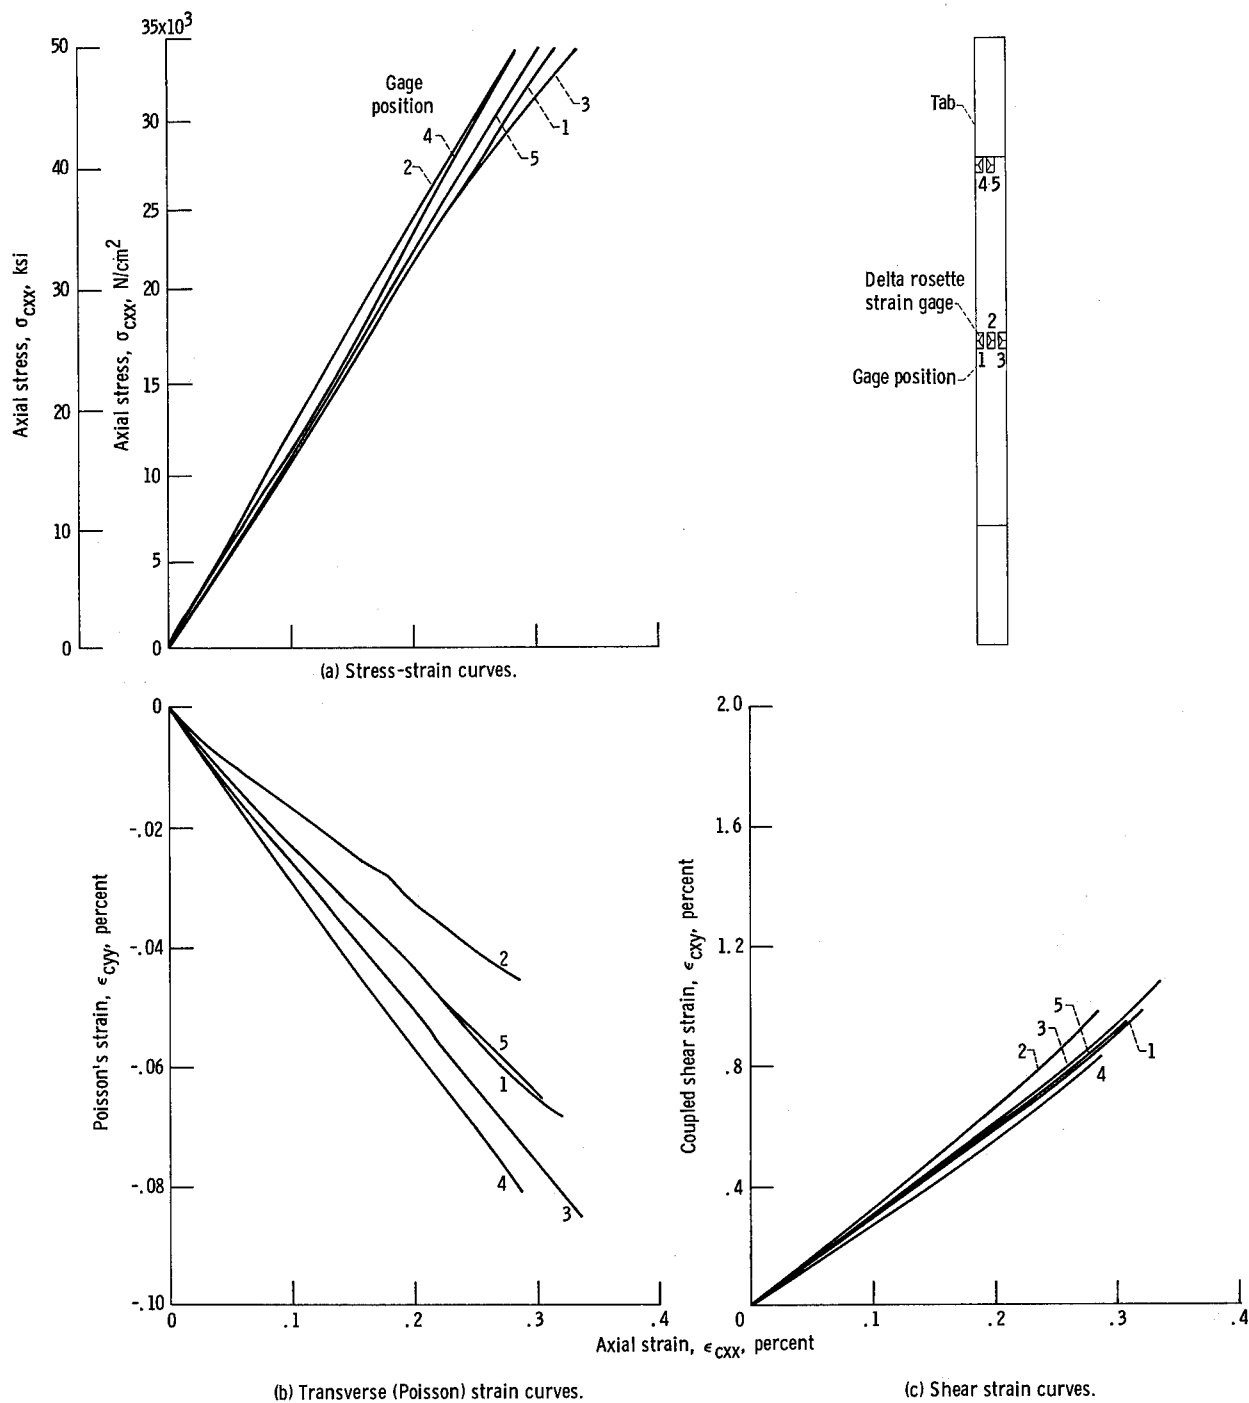 35x10³
50
40
30
20
10
0
Axial stress, σcxx, ksi
30
25
20
15
10
5
0
Axial stress, σcxx, N/cm²
Gage
position
4
2
3
1
5
(a) Stress-strain curves.
Tab
4 5
Delta rosette
strain gage
2
1 3
Gage position
0
-.02
-.04
-.06
-.08
-.10
Poisson's strain, ϵcyy, percent
2
5
1
4
3
0 .1 .2 .3 .4
(b) Transverse (Poisson) strain curves.
2.0
1.6
1.2
.8
.4
Coupled shear strain, ϵcxy, percent
5
3
2
1
4
0 .1 .2 .3 .4
Axial strain, ϵcxx, percent
(c) Shear strain curves.